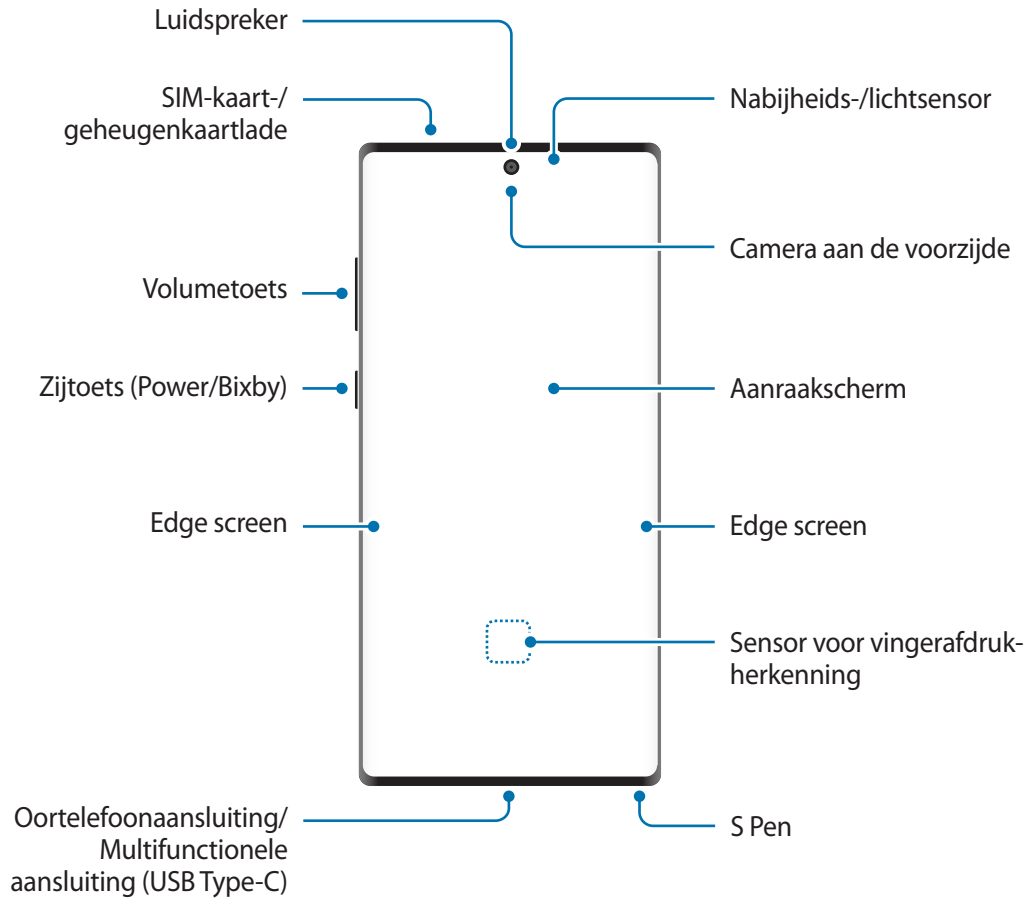 Luidspreker
SIM-kaart-/
geheugenkaartlade
Nabijheids-/lichtsensor
Camera aan de voorzijde
Volumetoets
Zijtoets (Power/Bixby)
Aanraakscherm
Edge screen
Edge screen
Sensor voor vingerafdruk-
herkenning
Oortelefoonaansluiting/
Multifunctionele
aansluiting (USB Type-C)
S Pen